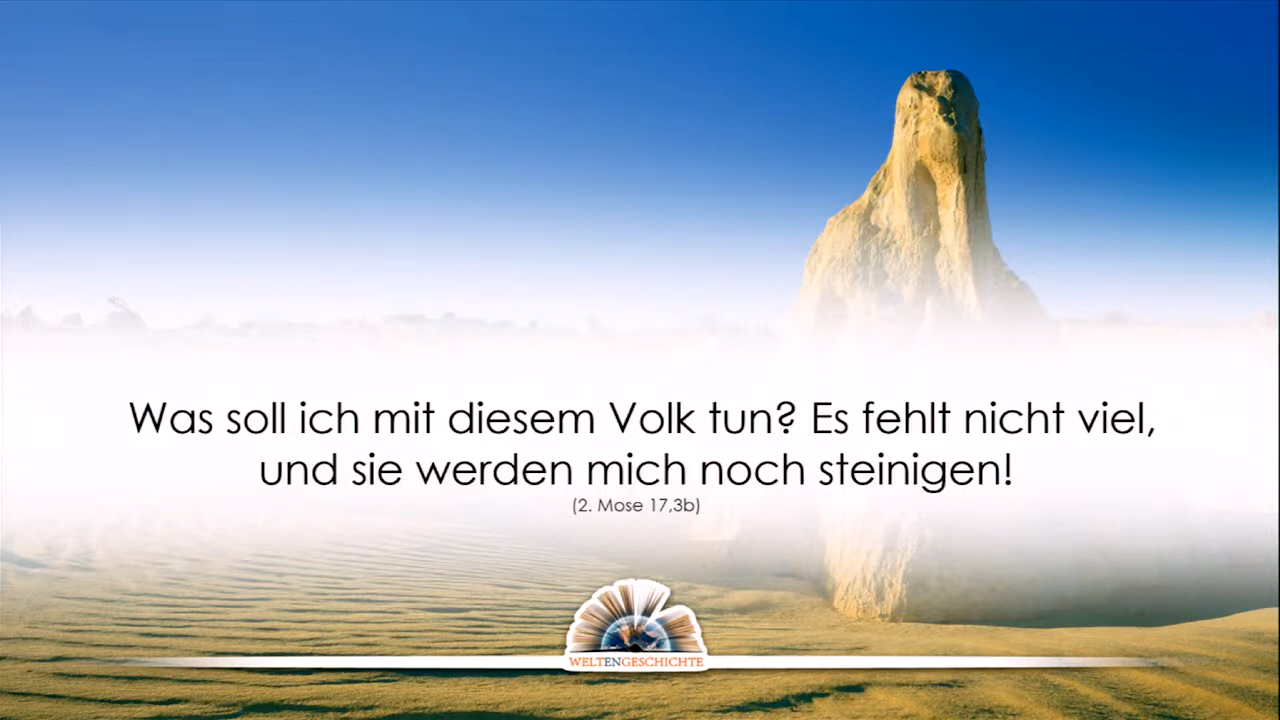 Was soll ich mit diesem Volk tun? Es fehlt nicht viel,
und sie werden mich noch steinigen!
(2. Mose 17,3b)
WELTENGESCHICHTE